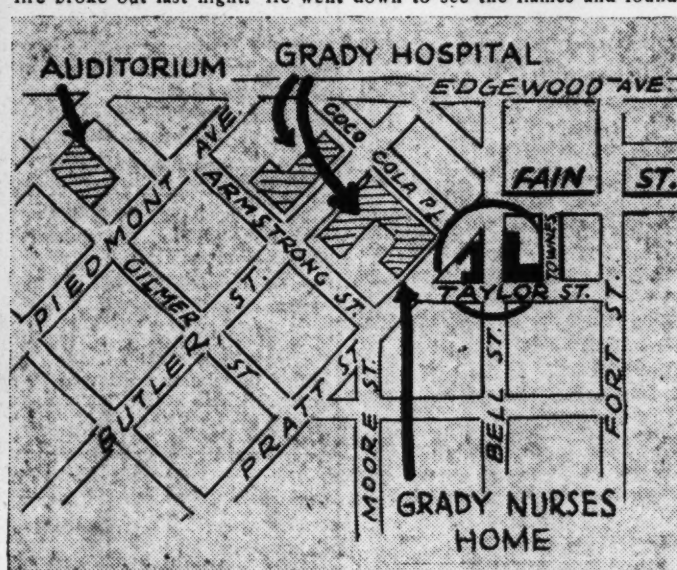 fire broke out last night. He went down to see the flames and found
AUDITORIUM
GRADY HOSPITAL
EDGEWOOD AVE.
COCO COLA PL.
FAIN ST.
PIEDMONT AVE.
ARMSTRONG ST.
TOWNES
TAYLOR ST.
GILMER ST
BUTLER ST.
PRATT ST
MOORE ST.
BELL ST.
FORT ST.
GRADY NURSES
HOME